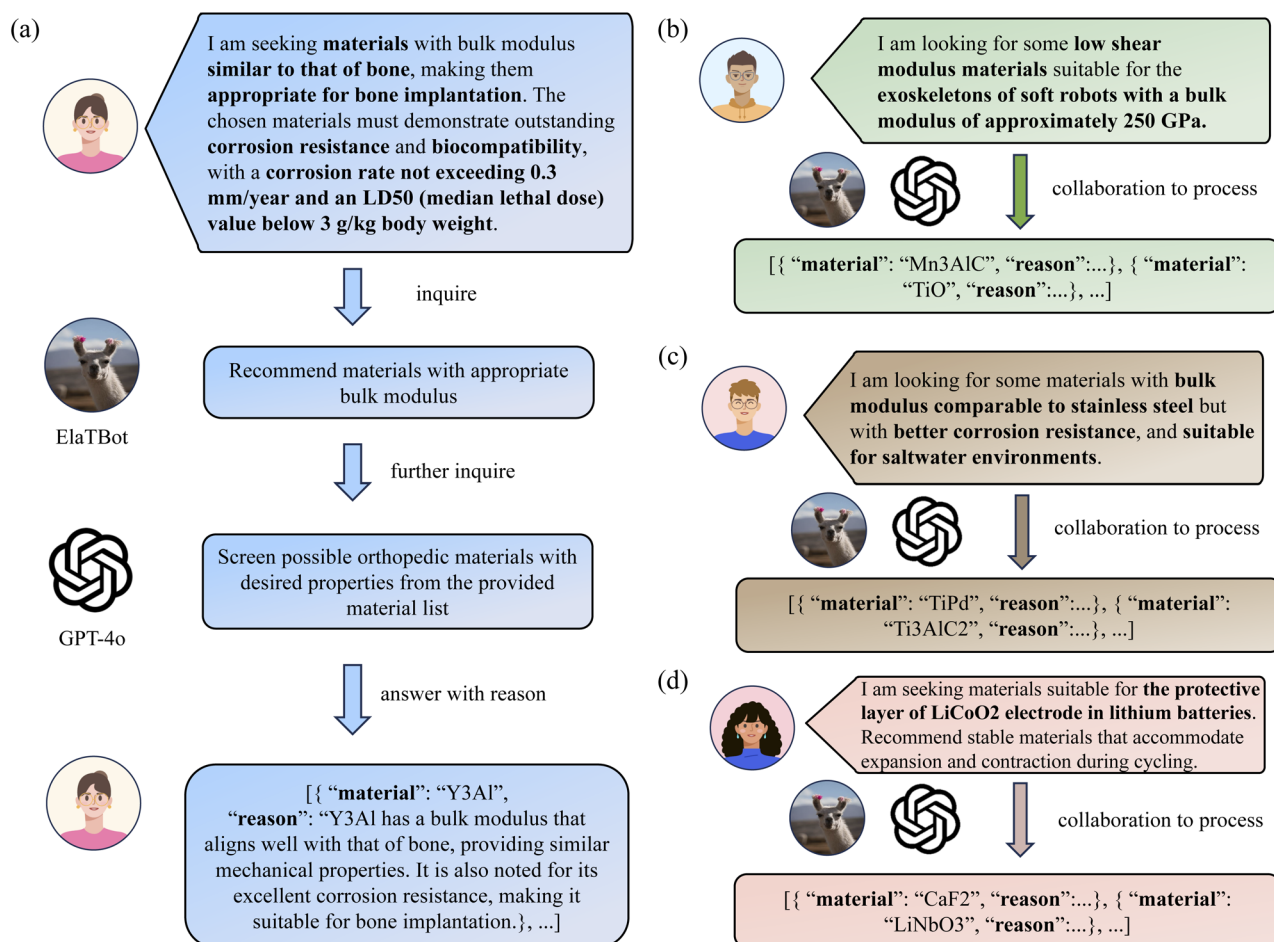 (a)
I am seeking materials with bulk modulus
similar to that of bone, making them
appropriate for bone implantation. The
chosen materials must demonstrate outstanding
corrosion resistance and biocompatibility,
with a corrosion rate not exceeding 0.3
mm/year and an LD50 (median lethal dose)
value below 3 g/kg body weight.
inquire
ElaTBot
Recommend materials with appropriate
bulk modulus
further inquire
GPT-4o
Screen possible orthopedic materials with
desired properties from the provided
material list
answer with reason
[{ “material”: “Y3Al”,
“reason”: “Y3Al has a bulk modulus that
aligns well with that of bone, providing similar
mechanical properties. It is also noted for its
excellent corrosion resistance, making it
suitable for bone implantation.}, ...]
(b)
I am looking for some low shear
modulus materials suitable for the
exoskeletons of soft robots with a bulk
modulus of approximately 250 GPa.
collaboration to process
[{ “material”: “Mn3AlC”, “reason”:...}, { “material”:
“TiO”, “reason”:...}, ...]
(c)
I am looking for some materials with bulk
modulus comparable to stainless steel but
with better corrosion resistance, and suitable
for saltwater environments.
collaboration to process
[{ “material”: “TiPd”, “reason”:...}, { “material”:
“Ti3AlC2”, “reason”:...}, ...]
(d)
I am seeking materials suitable for the protective
layer of LiCoO2 electrode in lithium batteries.
Recommend stable materials that accommodate
expansion and contraction during cycling.
collaboration to process
[{ “material”: “CaF2”, “reason”:...}, { “material”:
“LiNbO3”, “reason”:...}, ...]